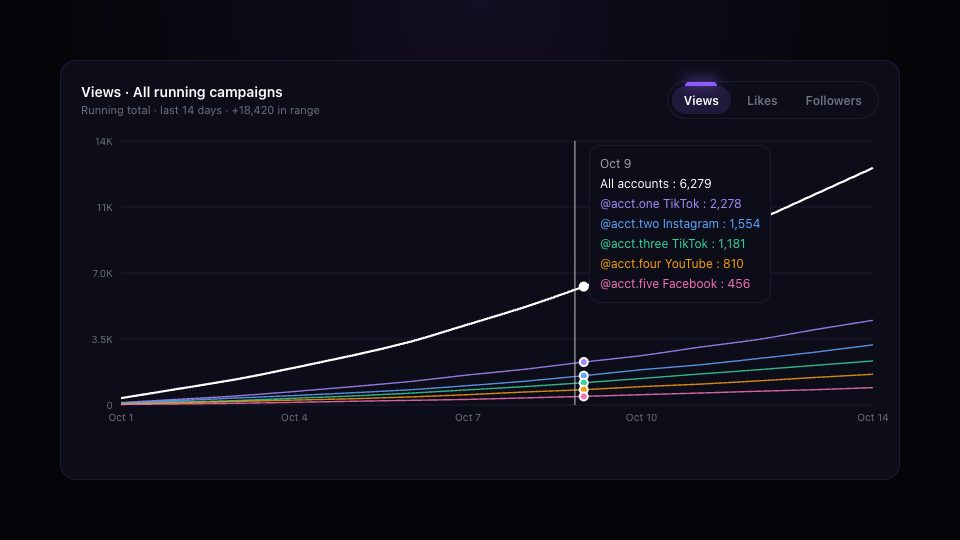 Views · All running campaigns
Running total · last 14 days · +18,420 in range
Views Likes Followers
14K
11K
7.0K
3.5K
0
Oct 9
All accounts : 6,279
@acct.one TikTok : 2,278
@acct.two Instagram : 1,554
@acct.three TikTok : 1,181
@acct.four YouTube : 810
@acct.five Facebook : 456
Oct 1 Oct 4 Oct 7 Oct 10 Oct 14